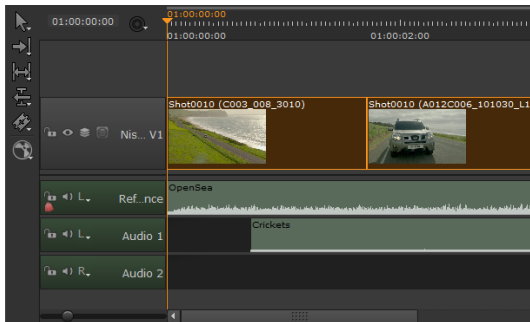 01:00:00:00
01:00:00:00
01:00:00:00
01:00:02:00
Shot0010 (C003_008_3010)
Shot0010 (A012C006_101030_L1
Nis... V1
OpenSea
L
Ref...nce
Crickets
L
Audio 1
R
Audio 2